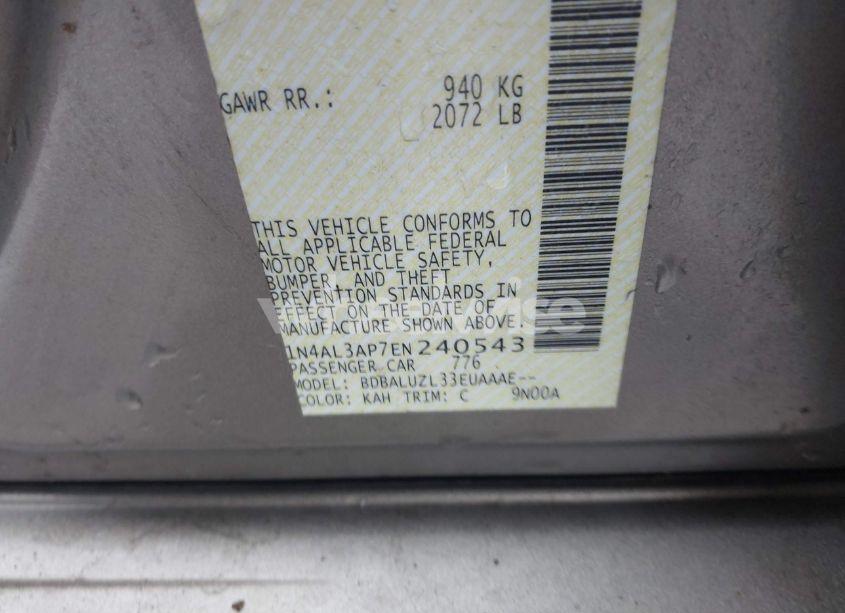 GAWR RR.: 940 KG
2072 LB
THIS VEHICLE CONFORMS TO
ALL APPLICABLE FEDERAL
MOTOR VEHICLE SAFETY,
BUMPER, AND THEFT
PREVENTION STANDARDS IN
EFFECT ON THE DATE OF
MANUFACTURE SHOWN ABOVE.
1N4AL3AP7EN240543
PASSENGER CAR 776
MODEL: BDBALUZL33EUAAAE--
COLOR: KAH TRIM: C 9N00A